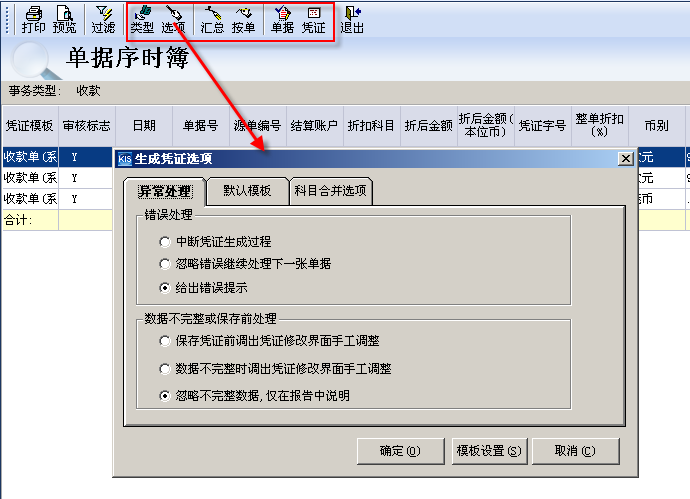 打印 预览 过滤 类型 选项 汇总 按单 单据 凭证 退出
单据序时簿
事务类型: 收款
凭证模板 审核标志 日期 单据号 源单编号 结算账户 折扣科目 折后金额 折后金额(本位币) 凭证字号 整单折扣(%) 币别
KIS 生成凭证选项
收款单(系 Y
收款单(系 Y
收款单(系 Y
合计:
异常处理 默认模板 科目合并选项
错误处理
中断凭证生成过程
忽略错误继续处理下一张单据
给出错误提示
数据不完整或保存前处理
保存凭证前调出凭证修改界面手工调整
数据不完整时调出凭证修改界面手工调整
忽略不完整数据,仅在报告中说明
确定(O) 模板设置(S) 取消(C)